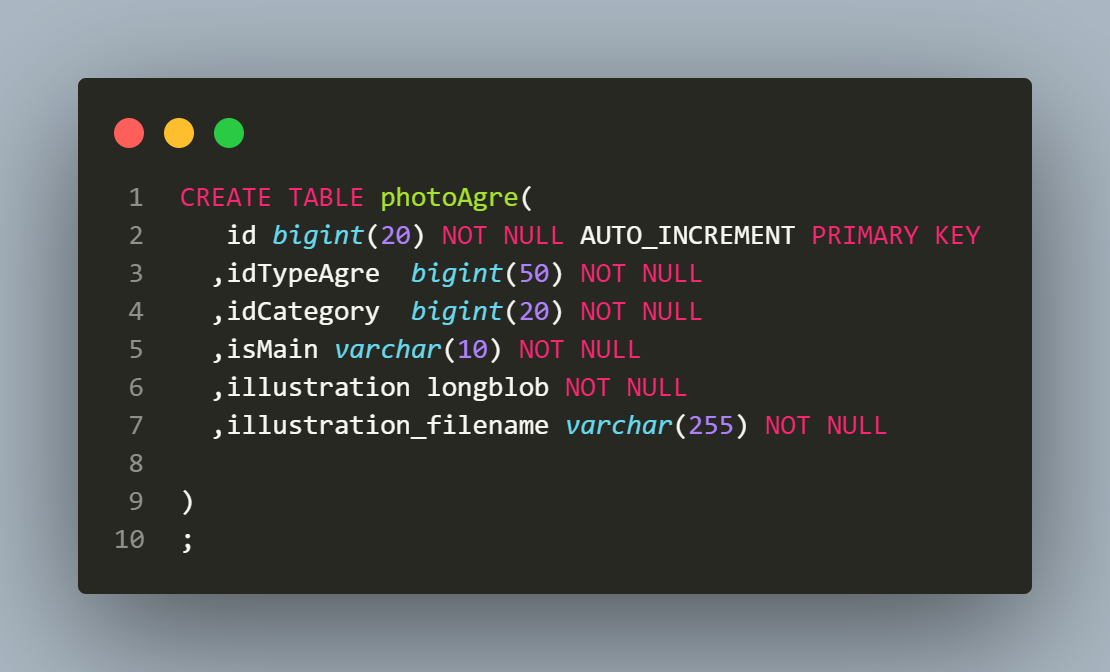 1 CREATE TABLE photoAgre(
2 id bigint(20) NOT NULL AUTO_INCREMENT PRIMARY KEY
3 ,idTypeAgre  bigint(50) NOT NULL
4 ,idCategory  bigint(20) NOT NULL
5 ,isMain varchar(10) NOT NULL
6 ,illustration longblob NOT NULL
7 ,illustration_filename varchar(255) NOT NULL
8
9 )
10 ;